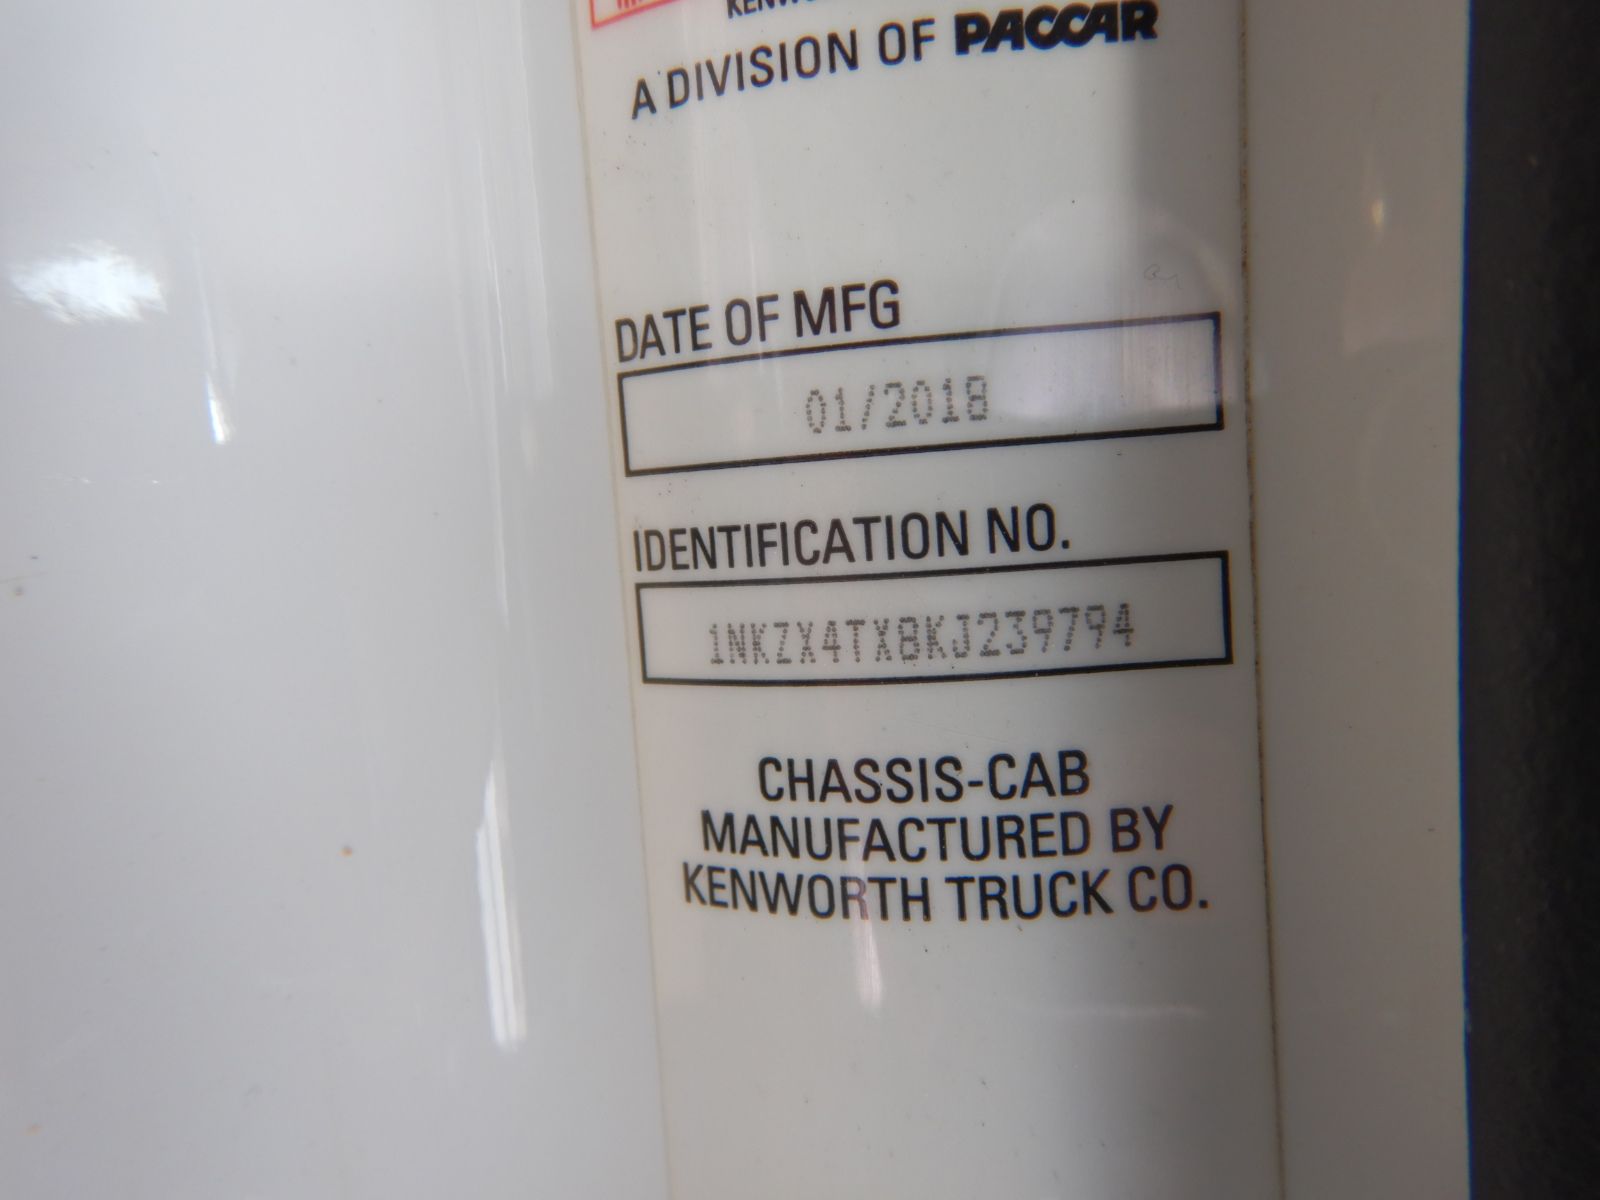 A DIVISION OF PACCAR
DATE OF MFG
01/2018
IDENTIFICATION NO.
1NKZX4TX8KJ239794
CHASSIS-CAB
MANUFACTURED BY
KENWORTH TRUCK CO.